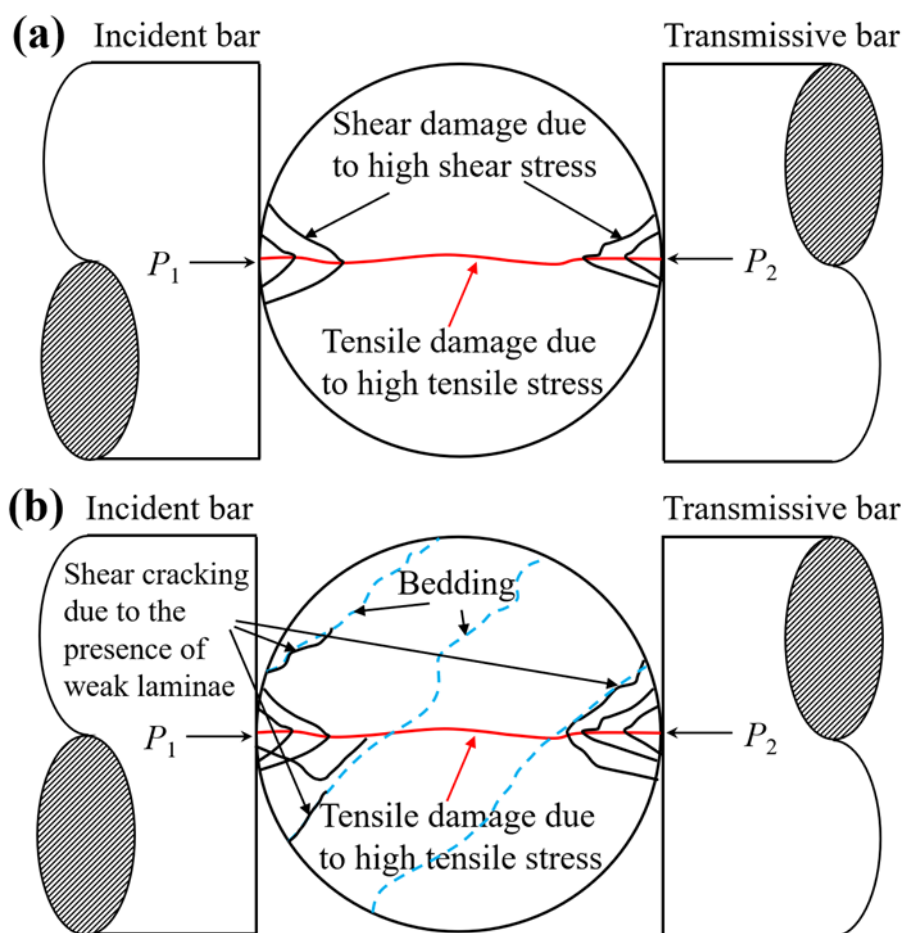 (a)
Incident bar
Transmissive bar
Shear damage due
to high shear stress
P1
P2
Tensile damage due
to high tensile stress
(b)
Incident bar
Transmissive bar
Shear cracking
due to the
presence of
weak laminae
Bedding
P1
P2
Tensile damage due
to high tensile stress